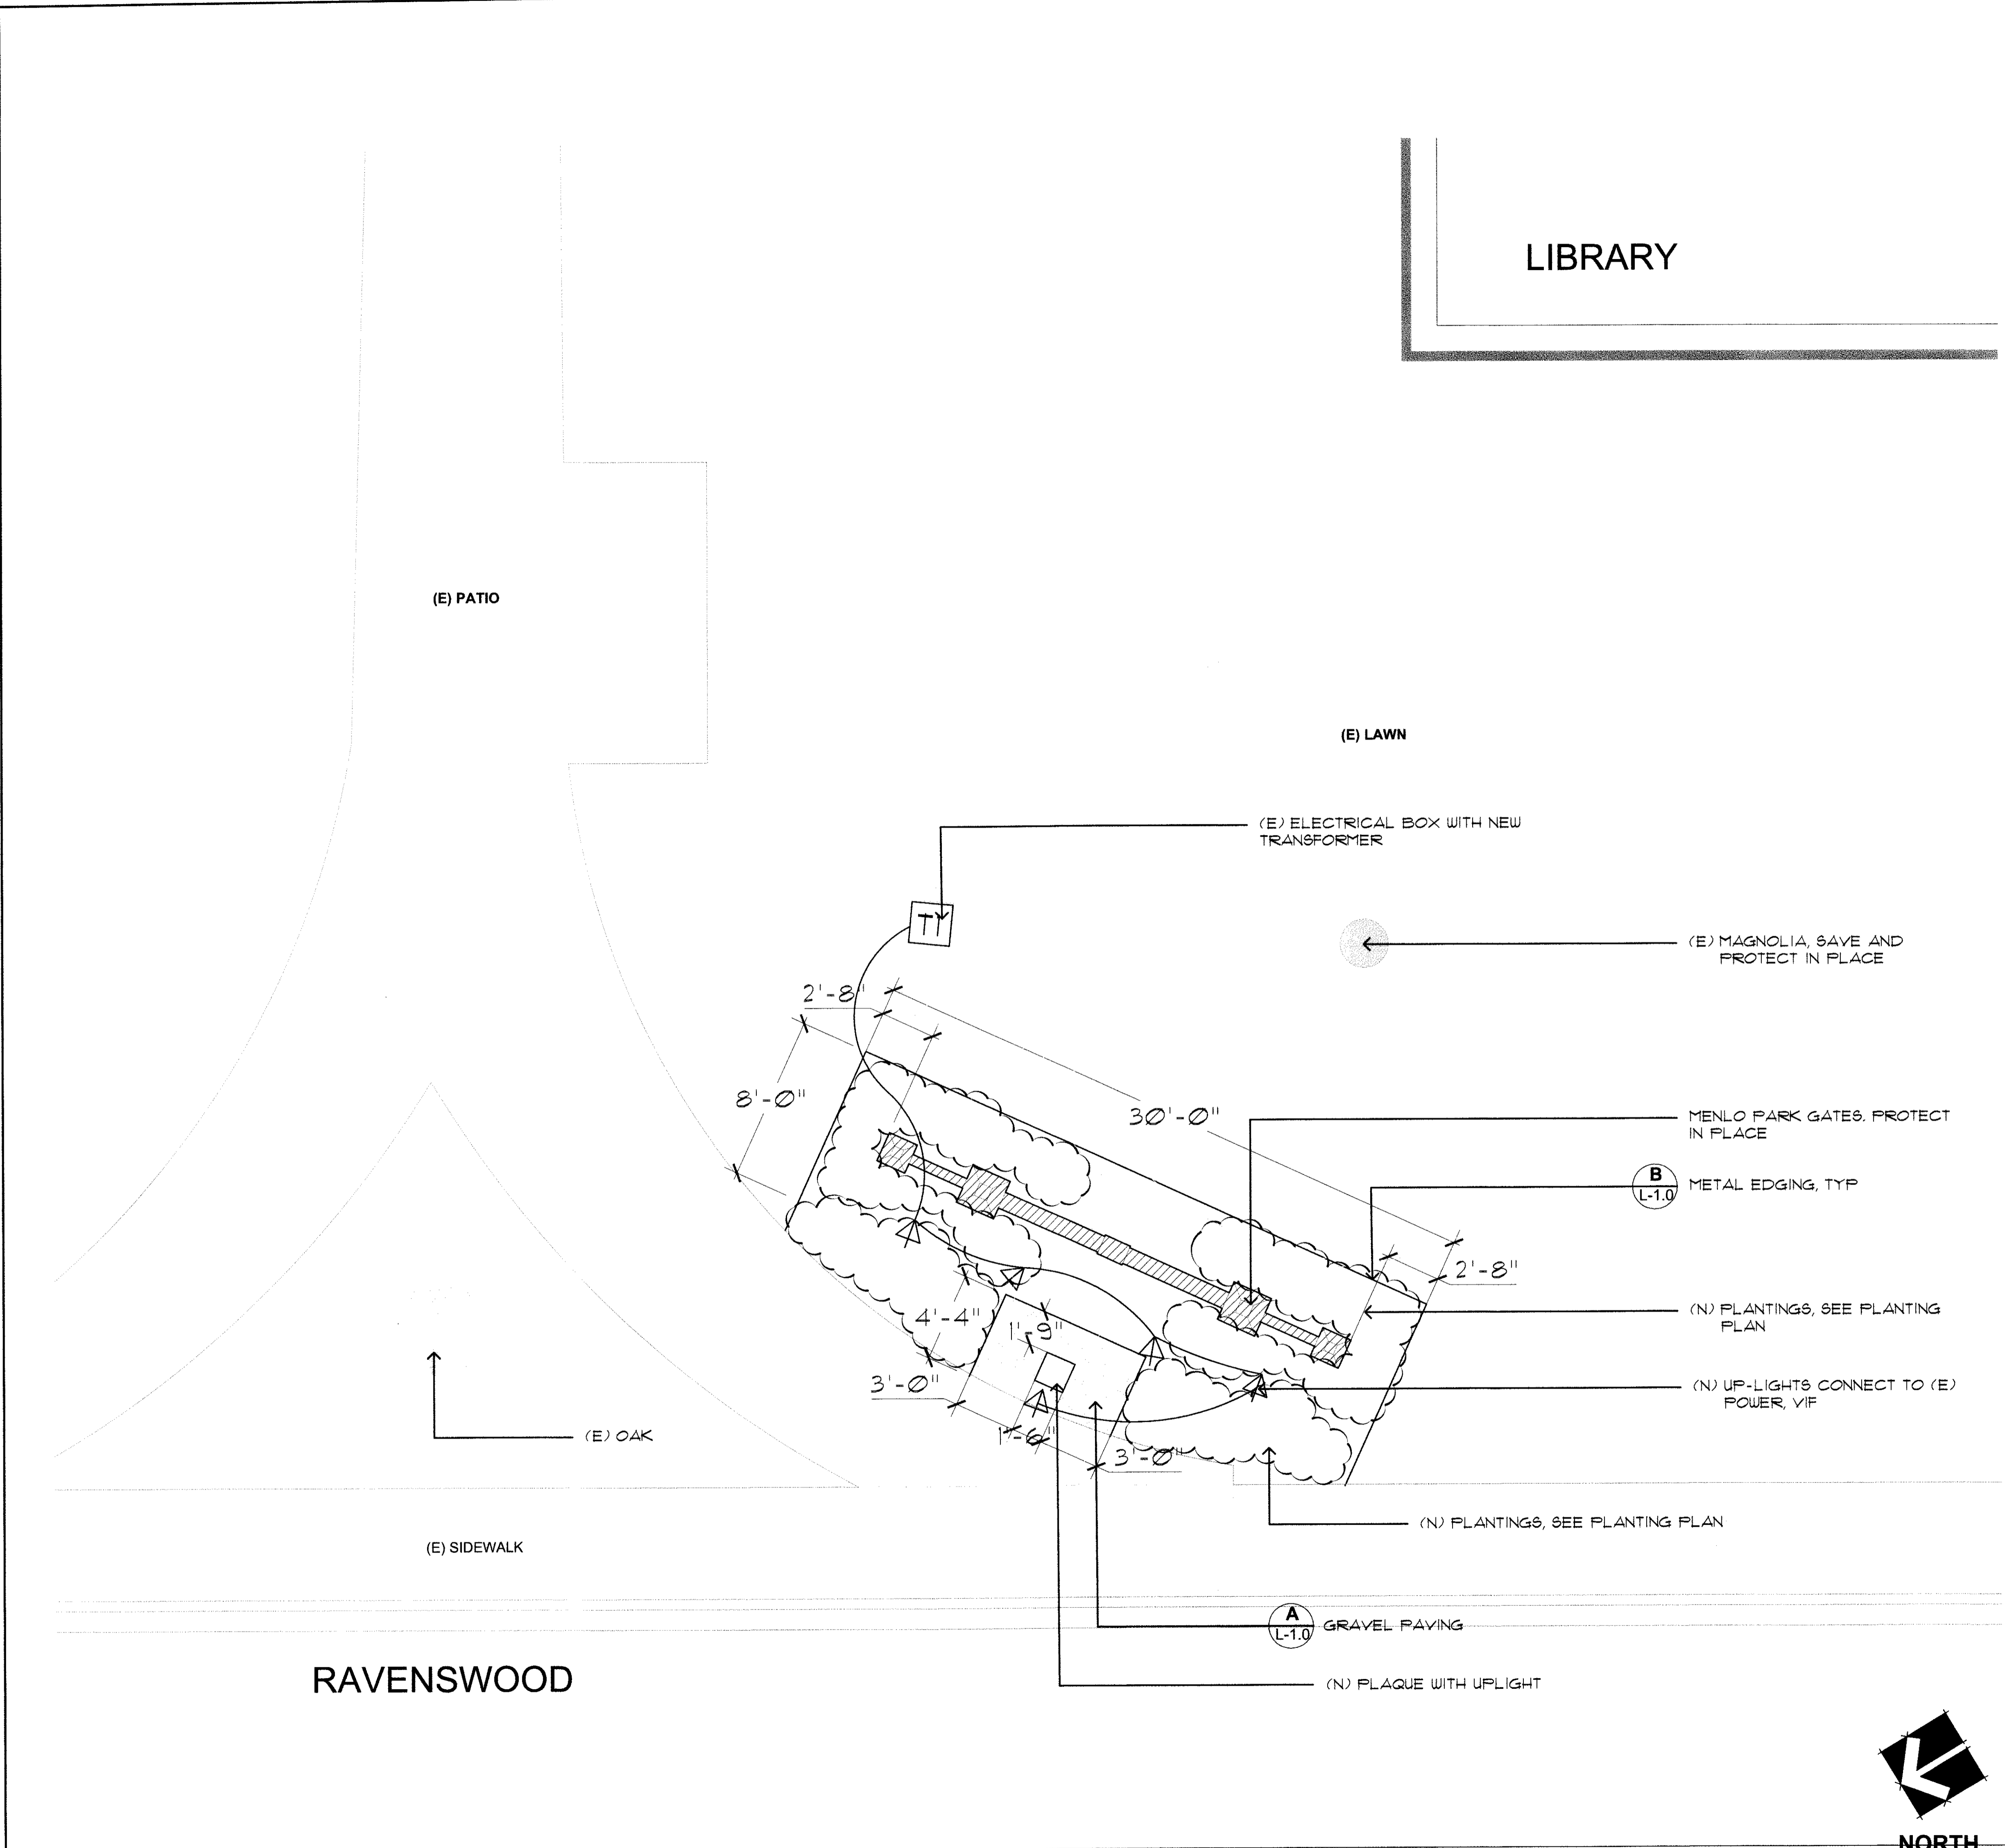 LIBRARY
(E) PATIO
(E) LAWN
(E) ELECTRICAL BOX WITH NEW
TRANSFORMER
TT
(E) MAGNOLIA, SAVE AND
PROTECT IN PLACE
2'-8"
8'-0"
30'-0"
MENLO PARK GATES. PROTECT
IN PLACE
B
L-1.0
METAL EDGING, TYP
2'-8"
(N) PLANTINGS, SEE PLANTING
PLAN
4'-4"
1'-9"
3'-0"
(N) UP-LIGHTS CONNECT TO (E)
POWER, VIF
(E) OAK
1'-6"
3'-0"
(N) PLANTINGS, SEE PLANTING PLAN
(E) SIDEWALK
A
L-1.0
GRAVEL PAVING
RAVENSWOOD
(N) PLAQUE WITH UPLIGHT
NORTH